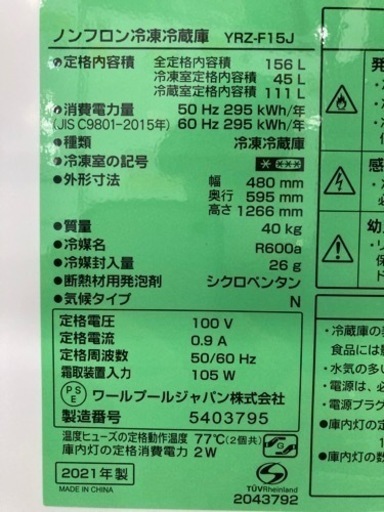 ノンフロン冷凍冷蔵庫 YRZ-F15J
●定格内容積 全定格内容積 156 L
冷凍室定格内容積 45 L
冷蔵室定格内容積 111 L
●消費電力量 50 Hz 295 kWh/年
(JIS C9801-2015年) 60 Hz 295 kWh/年
●種類 冷凍冷蔵庫
●冷凍室の記号
●外形寸法 幅 480 mm
奥行 595 mm
高さ 1266 mm
●質量 40 kg
●冷媒名 R600a
●冷媒封入量 26 g
●断熱材用発泡剤 シクロペンタン
●気候タイプ N
定格電圧 100 V
定格電流 0.9 A
定格周波数 50/60 Hz
霜取装置入力 105 W
PSE ワールプールジャパン株式会社
製造番号 5403795
温度ヒューズの定格動作温度 77℃(2個共)
庫内灯の定格消費電力 2W
2021年製
MADE IN CHINA
TÜVRheinland
2043792
発
感
・冷蔵庫の
食品には
・水気の多い
・電源は、必
電源プラグ
・庫内灯の定